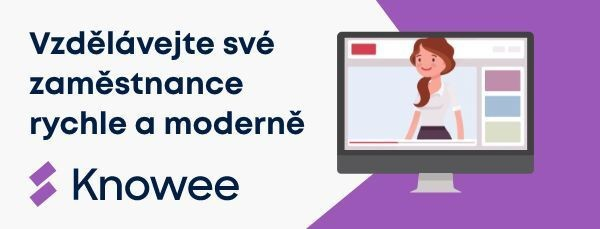 Vzdělávejte své
zaměstnance
rychle a moderně
Knowee